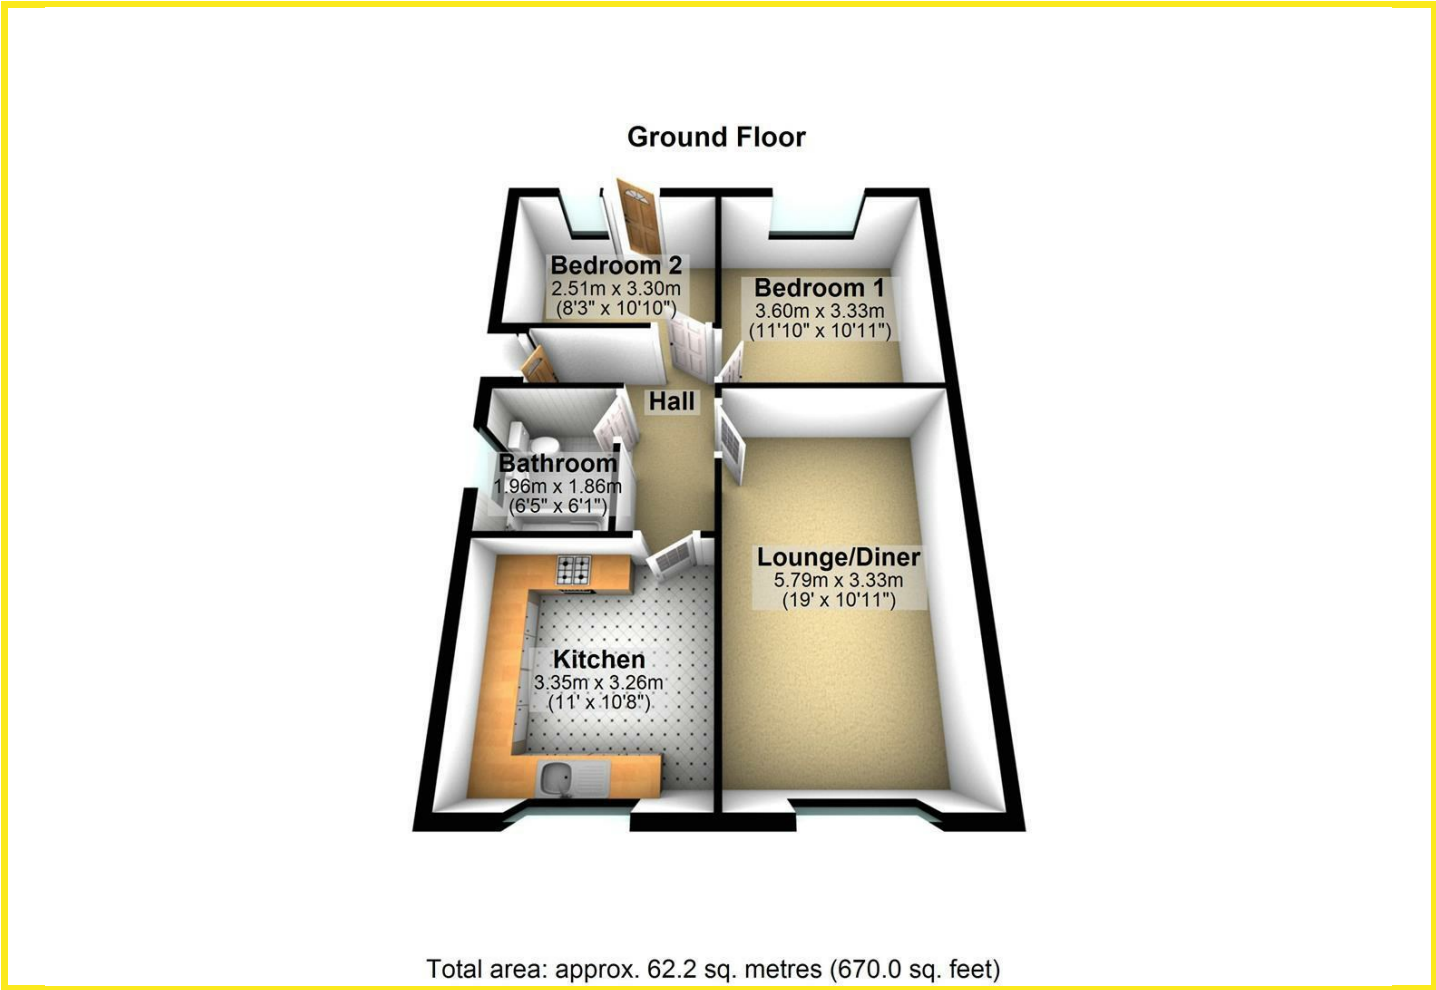 Ground Floor
Bedroom 2
2.51m x 3.30m
(8'3" x 10'10")
Bedroom 1
3.60m x 3.33m
(11'10" x 10'11")
Hall
Bathroom
1.96m x 1.86m
(6'5" x 6'1")
Lounge/Diner
5.79m x 3.33m
(19' x 10'11")
Kitchen
3.35m x 3.26m
(11' x 10'8")
Total area: approx. 62.2 sq. metres (670.0 sq. feet)